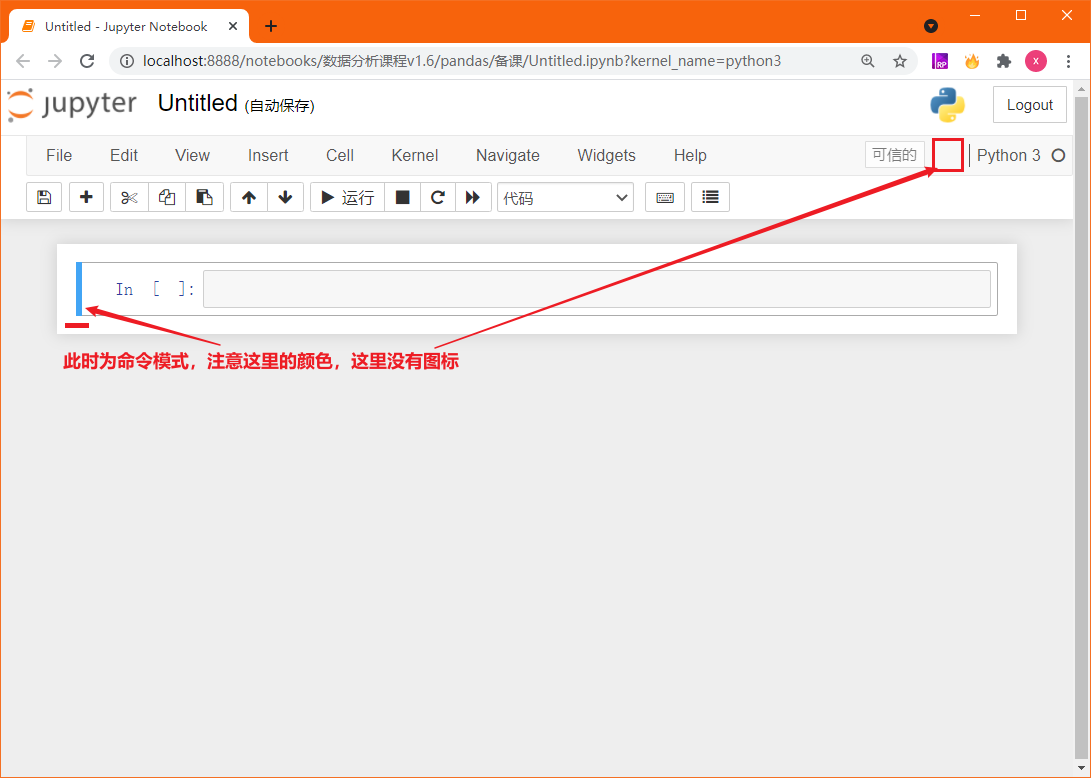 Untitled - Jupyter Notebook
localhost:8888/notebooks/数据分析课程v1.6/pandas/备课/Untitled.ipynb?kernel_name=python3
RP
X
jupyter Untitled (自动保存)
Logout
File Edit View Insert Cell Kernel Navigate Widgets Help
可信的
Python 3
运行
代码
In [ ]:
此时为命令模式，注意这里的颜色，这里没有图标